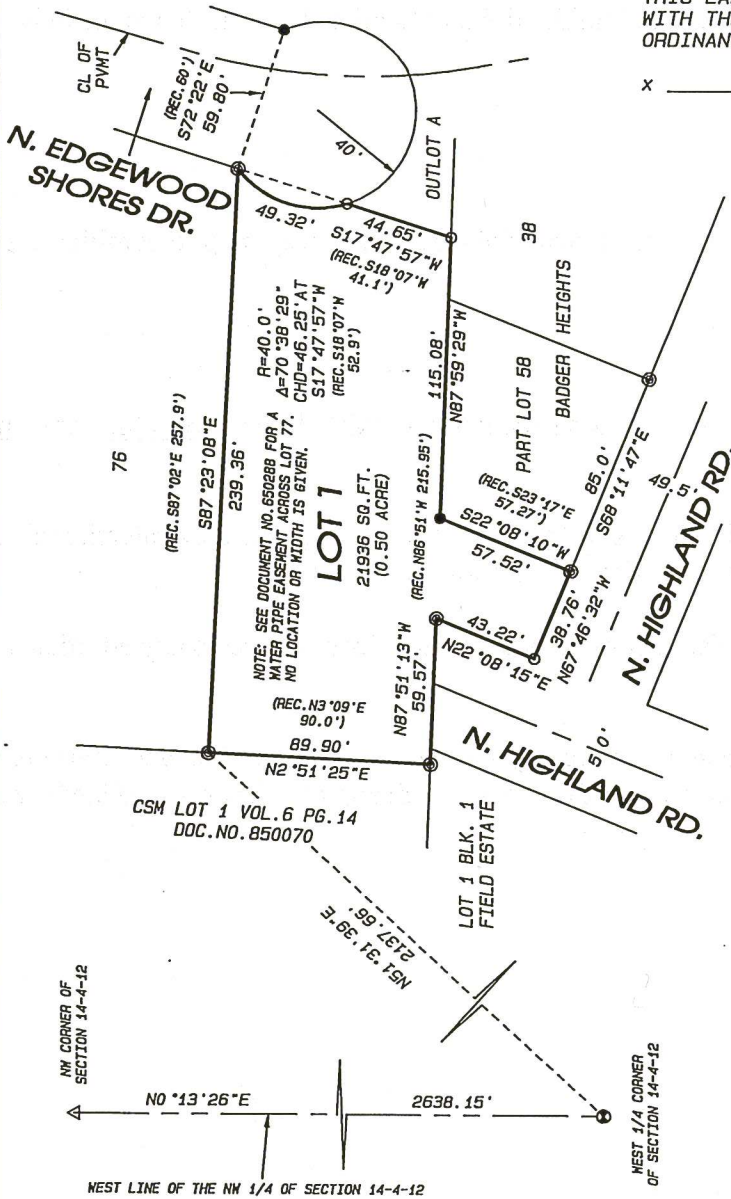 THIS
WITH TH
ORDINAN
X
CL OF
PVMT
(REC.60')
S72°22'E
59.80'
N. EDGEWOOD
SHORES DR.
40'
OUTLOT A
49.32'
44.65'
S17°47'57"W
(REC.S18°07'W
41.1')
38
76
(REC.S87°02'E 257.9')
S87°23'08"E
239.36'
R=40.0'
Δ=70°38'29"
CHD=46.25'AT
S17°47'57"W
(REC.S18°07'W
52.9')
NOTE: SEE DOCUMENT NO.650288 FOR A
WATER PIPE EASEMENT ACROSS LOT 77.
NO LOCATION OR WIDTH IS GIVEN.
LOT 1
21936 SQ.FT.
(0.50 ACRE)
115.08'
N87°59'29"W
(REC.N86°51'W 215.95')
PART LOT 58
BADGER HEIGHTS
(REC.S23°17'E
57.27')
S22°08'10"W
57.52'
85.0'
S68°11'47"E
49.5'
N. HIGHLAND RD.
38.76'
N67°46'32"W
43.22'
N22°08'15"E
N87°51'13"W
59.57'
(REC.N3°09'E
90.0')
89.90'
N2°51'25"E
N. HIGHLAND RD.
50'
CSM LOT 1 VOL.6 PG.14
DOC.NO.850070
LOT 1 BLK. 1
FIELD ESTATE
N51°31'39"E
2137.66'
NW CORNER OF
SECTION 14-4-12
N0°13'26"E
2638.15'
WEST 1/4 CORNER
OF SECTION 14-4-12
WEST LINE OF THE NW 1/4 OF SECTION 14-4-12